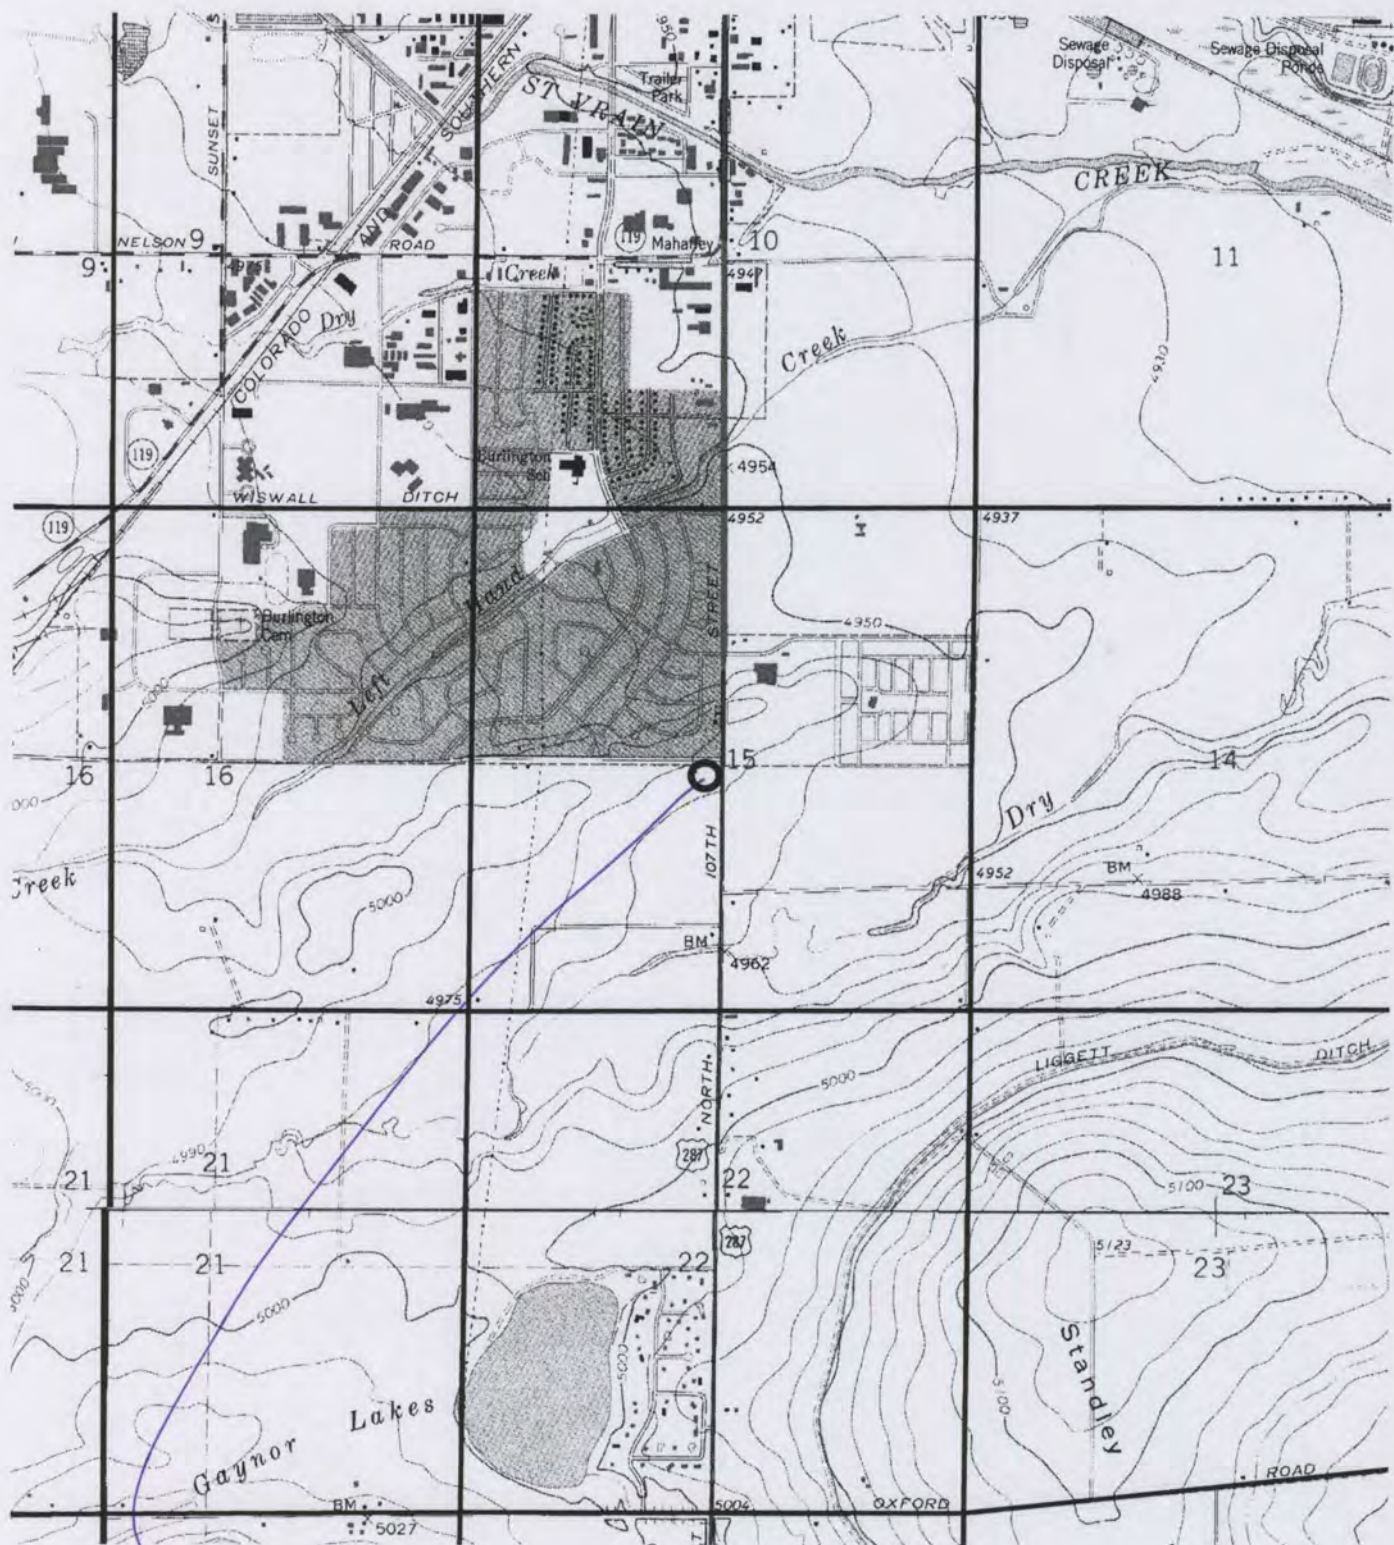 Sewage
Disposal
Sewage Disposal
Ponds
Trailer
Park
SUNSET
SOUTHERN
ST VRAIN
CREEK
NELSON
9
AND
ROAD
119
Mahaffey
10
11
9
Creek
4947
Dry
COLORADO
Creek
4930
119
Burlington
Sch
4954
WISWALL
DITCH
119
4952
4937
Hand
STREET
Burlington
Cem
4950
Left
16
16
15
14
5000
Dry
107TH
Creek
5000
BM
4952
4988
BM
4962
4975
LIGGETT
DITCH
5000
5000
NORTH
4990
21
287
21
22
5100
23
21
21
22
287
5123
23
5000
5000
5000
Standley
Lakes
5100
Gaynor
ROAD
BM
5027
5004
OXFORD